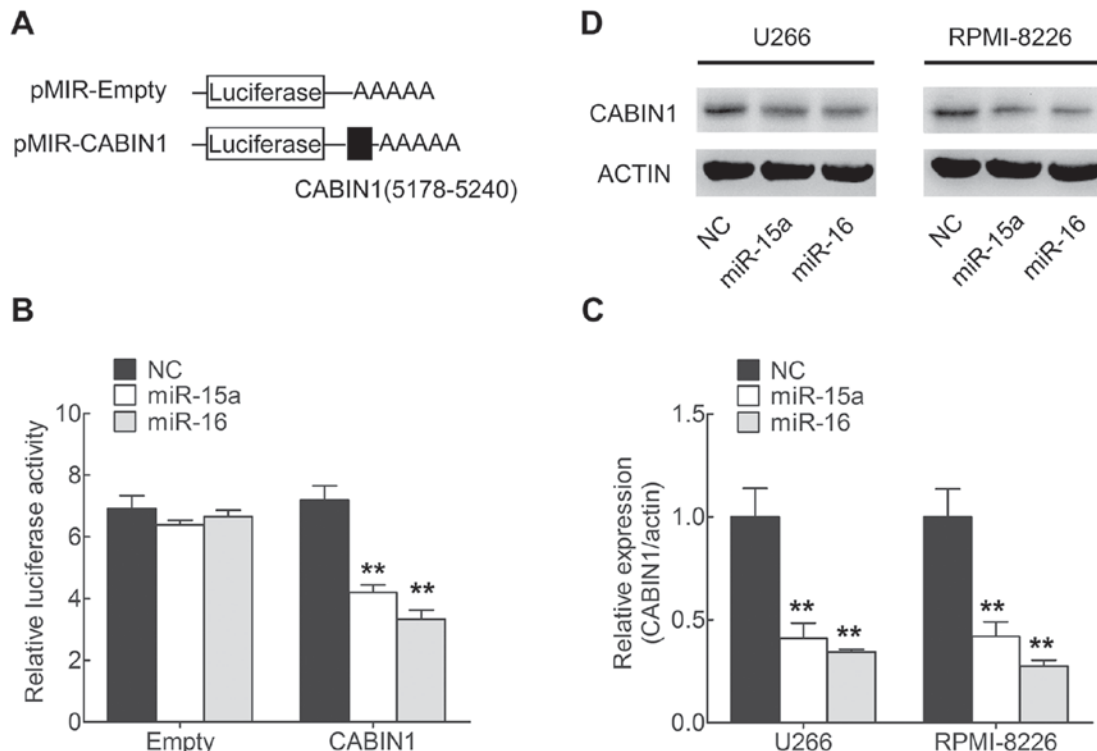 A
pMIR-Empty Luciferase AAAAA
pMIR-CABIN1 Luciferase AAAAA
CABIN1(5178-5240)
D
U266 RPMI-8226
CABIN1
ACTIN
NC miR-15a miR-16 NC miR-15a miR-16
B
NC
miR-15a
miR-16
Relative luciferase activity
10
8
6
4
2
0
** **
Empty CABIN1
C
NC
miR-15a
miR-16
Relative expression
(CABIN1/actin)
1.5
1.0
0.5
0.0
** ** ** **
U266 RPMI-8226